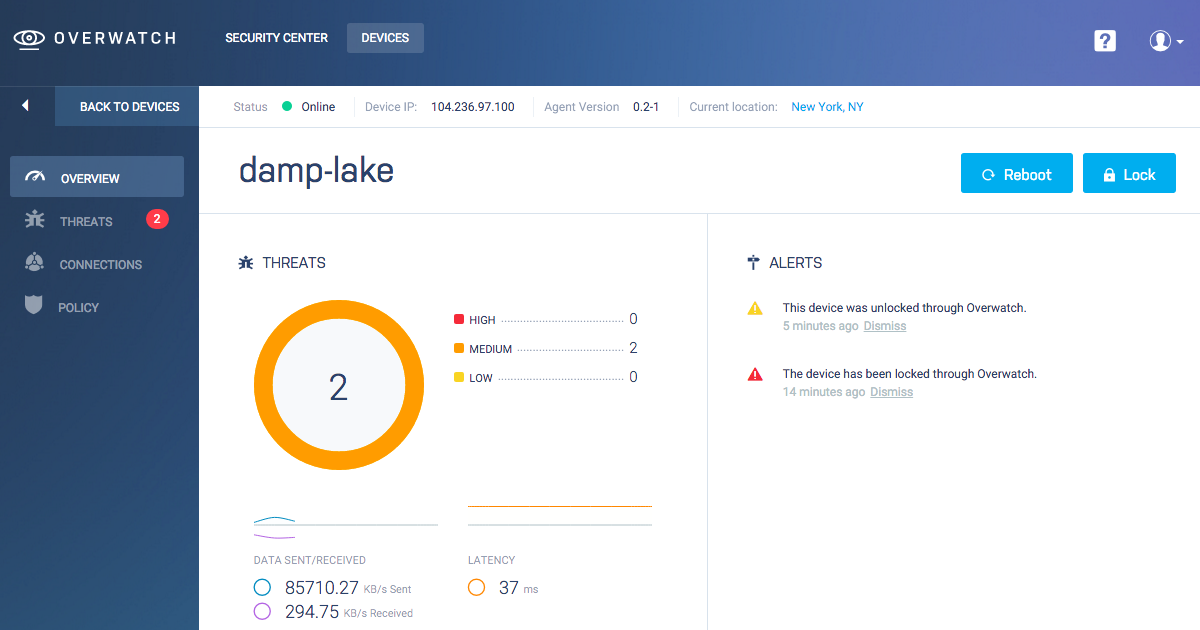 OVERWATCH
SECURITY CENTER
DEVICES
?
BACK TO DEVICES
Status Online Device IP: 104.236.97.100 Agent Version 0.2-1 Current location: New York, NY
OVERVIEW
THREATS 2
CONNECTIONS
POLICY
damp-lake
Reboot
Lock
THREATS
2
HIGH 0
MEDIUM 2
LOW 0
DATA SENT/RECEIVED
85710.27 KB/s Sent
294.75 KB/s Received
LATENCY
37 ms
ALERTS
This device was unlocked through Overwatch.
5 minutes ago Dismiss
The device has been locked through Overwatch.
14 minutes ago Dismiss